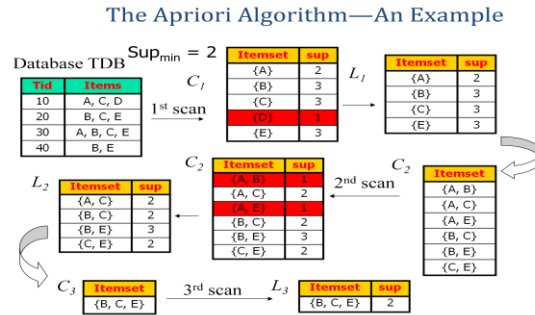 The Apriori Algorithm—An Example
Database TDB
Tid Items
10 A, C, D
20 B, C, E
30 A, B, C, E
40 B, E
Supmin = 2
C1
1st scan
Itemset sup
{A} 2
{B} 3
{C} 3
{D} 1
{E} 3
L1
Itemset sup
{A} 2
{B} 3
{C} 3
{E} 3
C2
Itemset
{A, B}
{A, C}
{A, E}
{B, C}
{B, E}
{C, E}
2nd scan
C2
Itemset sup
{A, B} 1
{A, C} 2
{A, E} 1
{B, C} 2
{B, E} 3
{C, E} 2
L2
Itemset sup
{A, C} 2
{B, C} 2
{B, E} 3
{C, E} 2
C3
Itemset
{B, C, E}
3rd scan
L3
Itemset sup
{B, C, E} 2